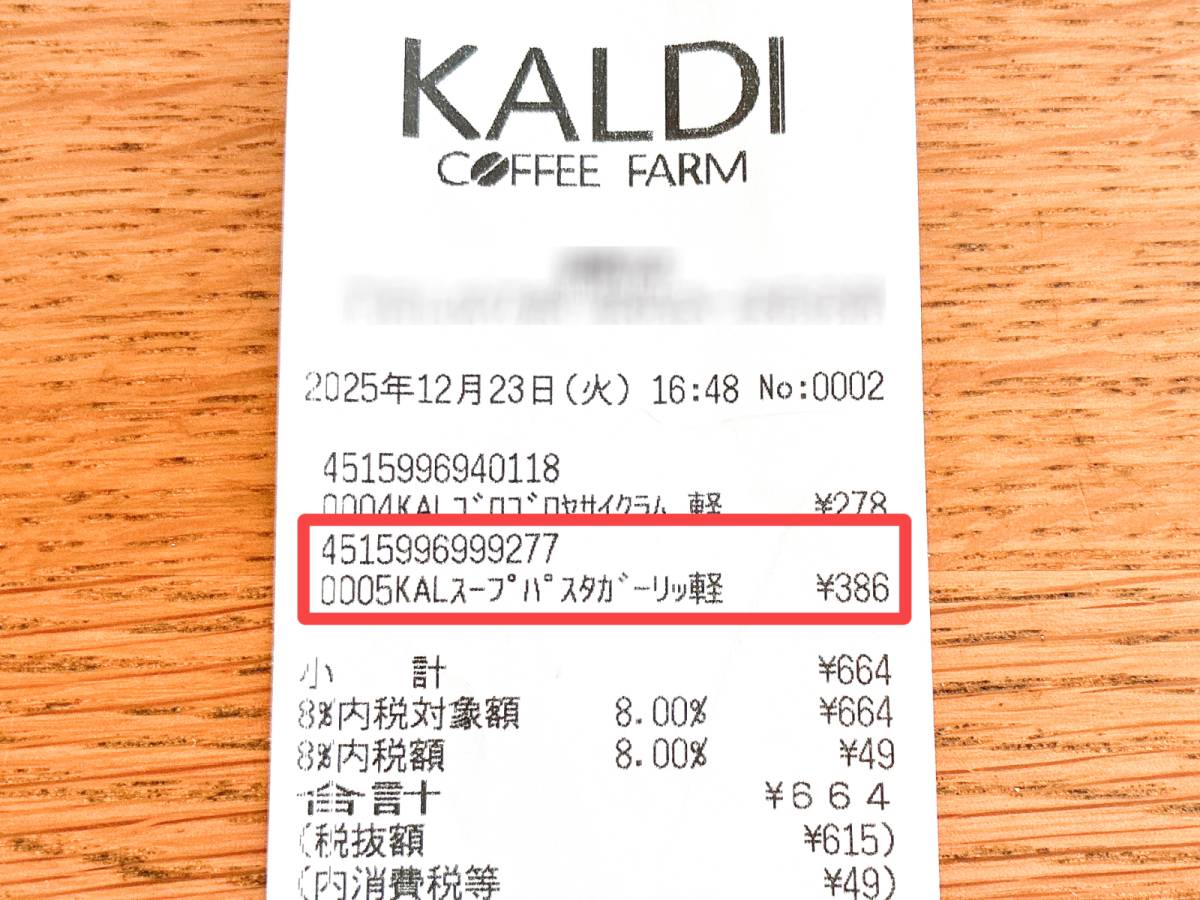 KALDI
COFFEE FARM
2025年12月23日(火) 16:48 No:0002
4515996940118
0004KALゴロゴロヤサイクラム 軽 ¥278
4515996999277
0005KALスープパスタガーリッ軽 ¥386
小 計 ¥664
8%内税対象額 8.00% ¥664
8%内税額 8.00% ¥49
合計 ¥664
(税抜額 ¥615)
(内消費税等 ¥49)